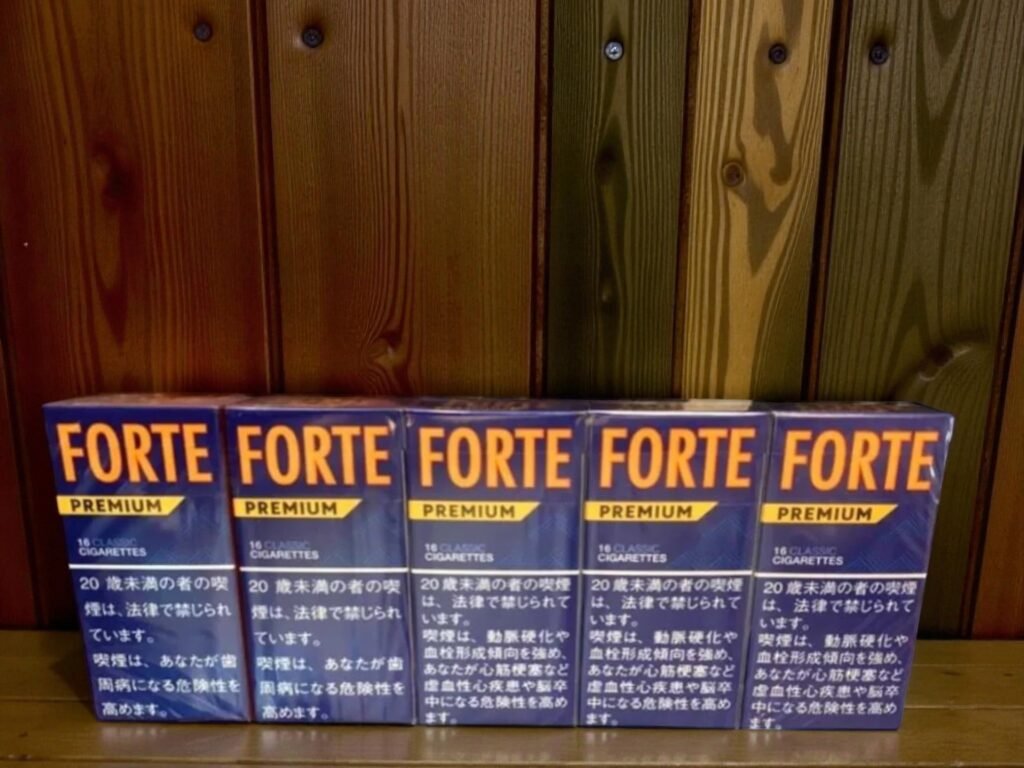 FORTE
PREMIUM
16 CLASSIC
CIGARETTES
20 歳未満の者の喫
煙は、法律で禁じられ
ています。
喫煙は、あなたが歯
周病になる危険性を
高めます。
FORTE
PREMIUM
16 CLASSIC
CIGARETTES
20 歳未満の者の喫
煙は、法律で禁じられ
ています。
喫煙は、あなたが歯
周病になる危険性を
高めます。
FORTE
PREMIUM
16 CLASSIC
CIGARETTES
20 歳未満の者の喫煙
は、法律で禁じられて
います。
喫煙は、動脈硬化や
血栓形成傾向を強め、
あなたが心筋梗塞など
虚血性心疾患や脳卒
中になる危険性を高め
ます。
FORTE
PREMIUM
16 CLASSIC
CIGARETTES
20 歳未満の者の喫煙
は、法律で禁じられて
います。
喫煙は、動脈硬化や
血栓形成傾向を強め、
あなたが心筋梗塞など
虚血性心疾患や脳卒
中になる危険性を高め
ます。
FORTE
PREMIUM
16 CLASSIC
CIGARETTES
20 歳未満の者の喫煙
は、法律で禁じられて
います。
喫煙は、動脈硬化や
血栓形成傾向を強め、
あなたが心筋梗塞など
虚血性心疾患や脳卒
中になる危険性を高め
ます。